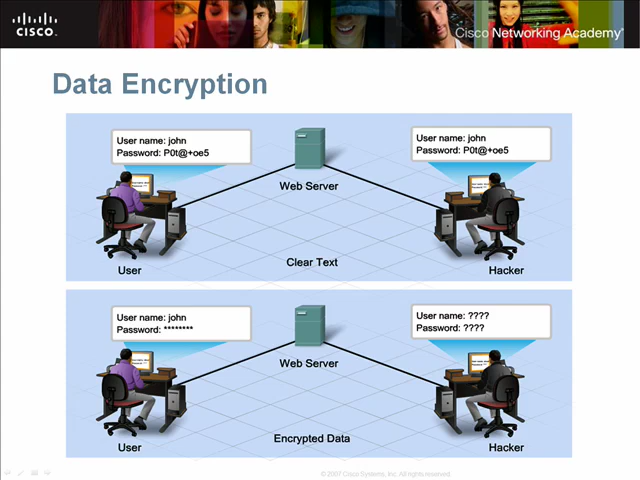 CISCO
Cisco Networking Academy
Data Encryption
User name: john
Password: P0t@+oe5
User name: john
Password: P0t@+oe5
Web Server
User
Clear Text
Hacker
User name: john
Password: ********
User name: ????
Password: ????
Web Server
User
Encrypted Data
Hacker
© 2007 Cisco Systems, Inc. All rights reserved.